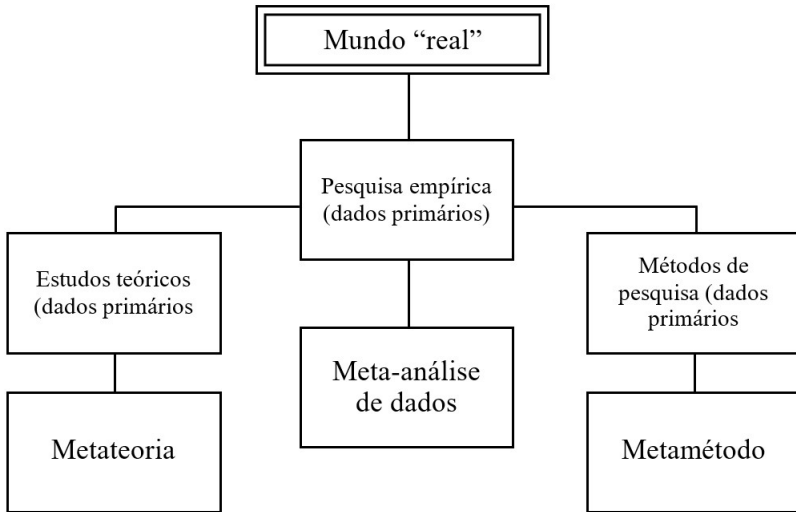 Mundo “real”
Pesquisa empírica
(dados primários)
Estudos teóricos
(dados primários
Métodos de
pesquisa (dados
primários
Meta-análise
de dados
Metateoria
Metamétodo